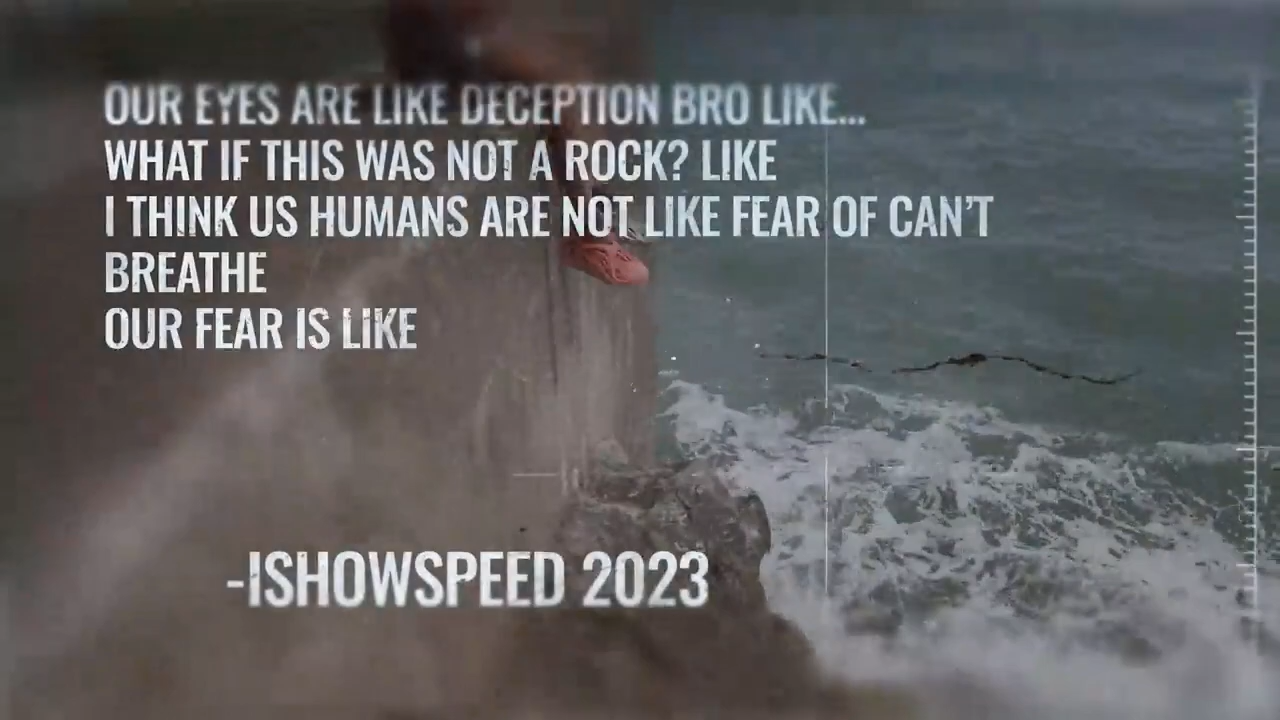 OUR EYES ARE LIKE DECEPTION BRO LIKE...
WHAT IF THIS WAS NOT A ROCK? LIKE
I THINK US HUMANS ARE NOT LIKE FEAR OF CAN'T
BREATHE
OUR FEAR IS LIKE
-ISHOWSPEED 2023